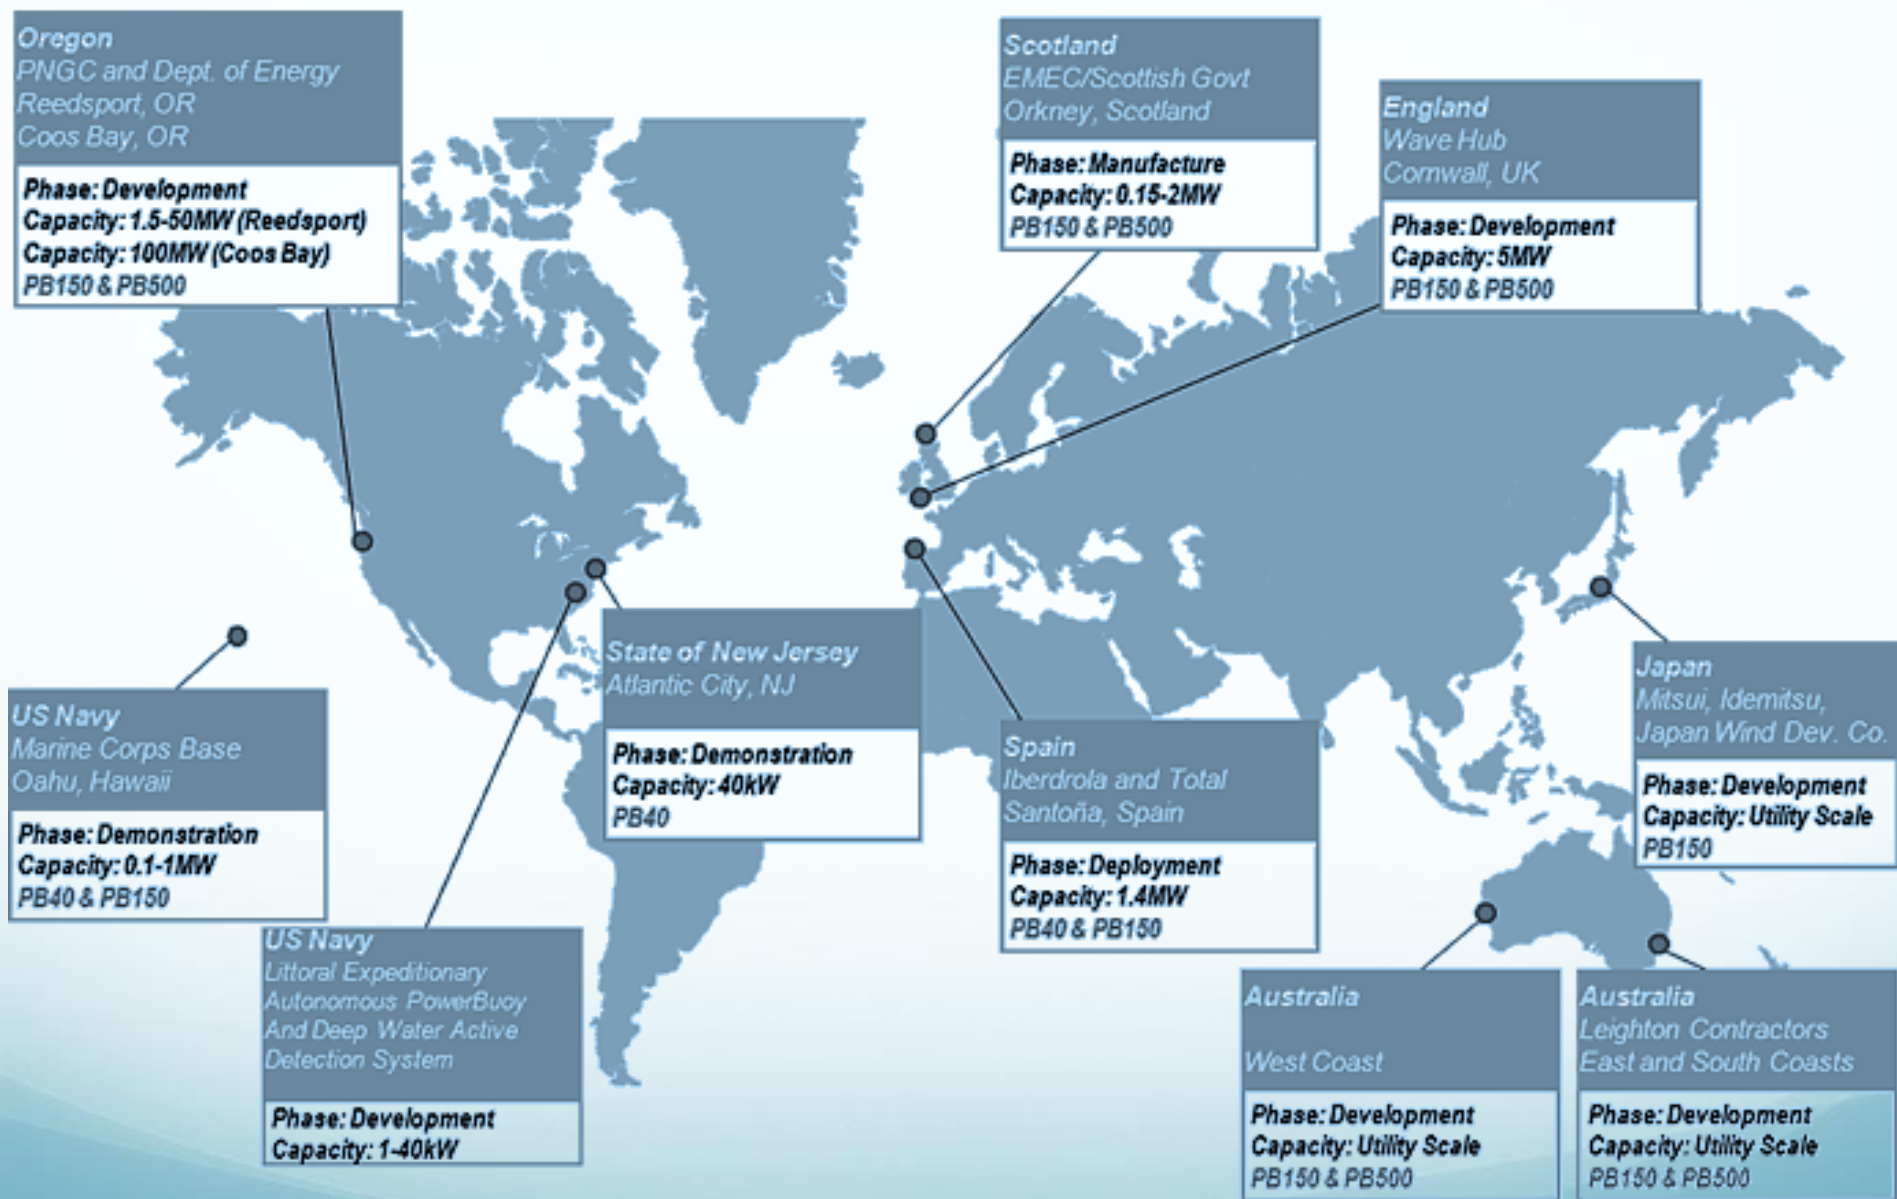 Oregon
PNGC and Dept. of Energy
Reedsport, OR
Coos Bay, OR
Phase: Development
Capacity: 1.5-50MW (Reedsport)
Capacity: 100MW (Coos Bay)
PB150 & PB500
Scotland
EMEC/Scottish Govt
Orkney, Scotland
Phase: Manufacture
Capacity: 0.15-2MW
PB150 & PB500
England
Wave Hub
Cornwall, UK
Phase: Development
Capacity: 5MW
PB150 & PB500
US Navy
Marine Corps Base
Oahu, Hawaii
Phase: Demonstration
Capacity: 0.1-1MW
PB40 & PB150
US Navy
Littoral Expeditionary
Autonomous PowerBuoy
And Deep Water Active
Detection System
Phase: Development
Capacity: 1-40kW
State of New Jersey
Atlantic City, NJ
Phase: Demonstration
Capacity: 40kW
PB40
Spain
Iberdrola and Total
Santoña, Spain
Phase: Deployment
Capacity: 1.4MW
PB40 & PB150
Japan
Mitsui, Idemitsu,
Japan Wind Dev. Co.
Phase: Development
Capacity: Utility Scale
PB150
Australia
West Coast
Phase: Development
Capacity: Utility Scale
PB150 & PB500
Australia
Leighton Contractors
East and South Coasts
Phase: Development
Capacity: Utility Scale
PB150 & PB500